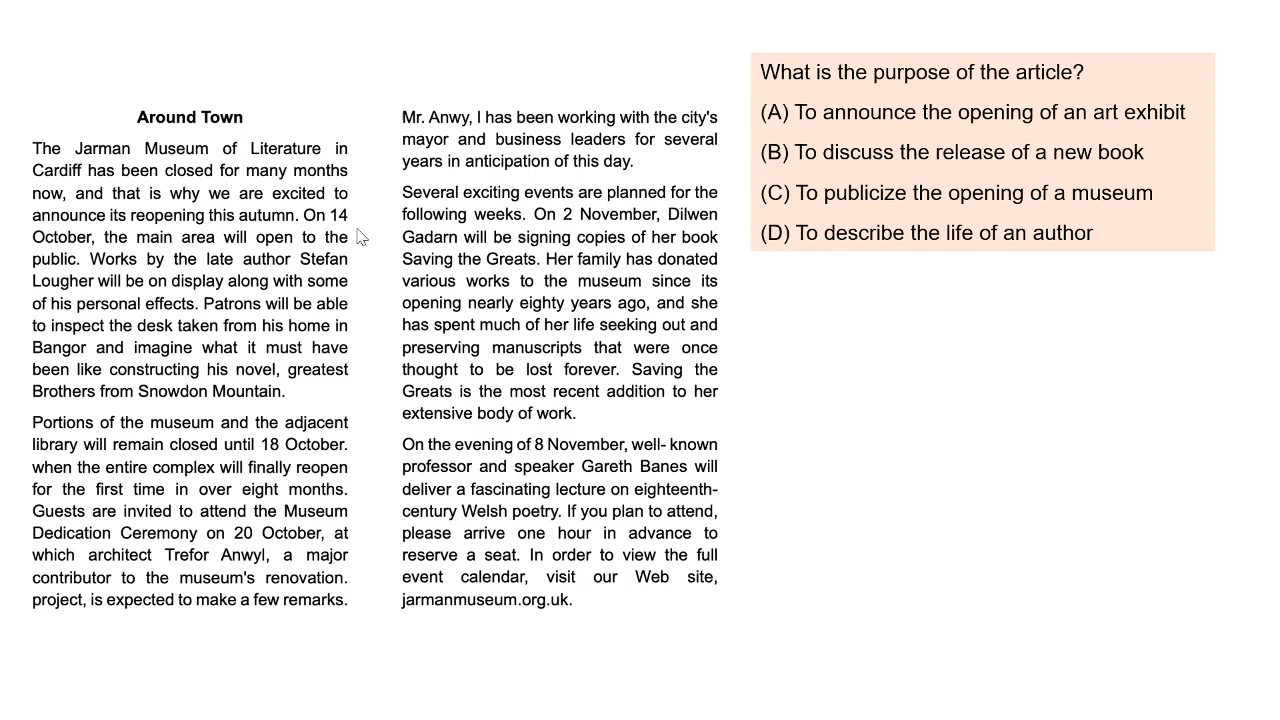 Around Town
The Jarman Museum of Literature in
Cardiff has been closed for many months
now, and that is why we are excited to
announce its reopening this autumn. On 14
October, the main area will open to the
public. Works by the late author Stefan
Lougher will be on display along with some
of his personal effects. Patrons will be able
to inspect the desk taken from his home in
Bangor and imagine what it must have
been like constructing his novel, greatest
Brothers from Snowdon Mountain.
Portions of the museum and the adjacent
library will remain closed until 18 October.
when the entire complex will finally reopen
for the first time in over eight months.
Guests are invited to attend the Museum
Dedication Ceremony on 20 October, at
which architect Trefor Anwyl, a major
contributor to the museum's renovation.
project, is expected to make a few remarks.
Mr. Anwy, I has been working with the city's
mayor and business leaders for several
years in anticipation of this day.
Several exciting events are planned for the
following weeks. On 2 November, Dilwen
Gadarn will be signing copies of her book
Saving the Greats. Her family has donated
various works to the museum since its
opening nearly eighty years ago, and she
has spent much of her life seeking out and
preserving manuscripts that were once
thought to be lost forever. Saving the
Greats is the most recent addition to her
extensive body of work.
On the evening of 8 November, well- known
professor and speaker Gareth Banes will
deliver a fascinating lecture on eighteenth-
century Welsh poetry. If you plan to attend,
please arrive one hour in advance to
reserve a seat. In order to view the full
event calendar, visit our Web site,
jarmanmuseum.org.uk.
What is the purpose of the article?
(A) To announce the opening of an art exhibit
(B) To discuss the release of a new book
(C) To publicize the opening of a museum
(D) To describe the life of an author